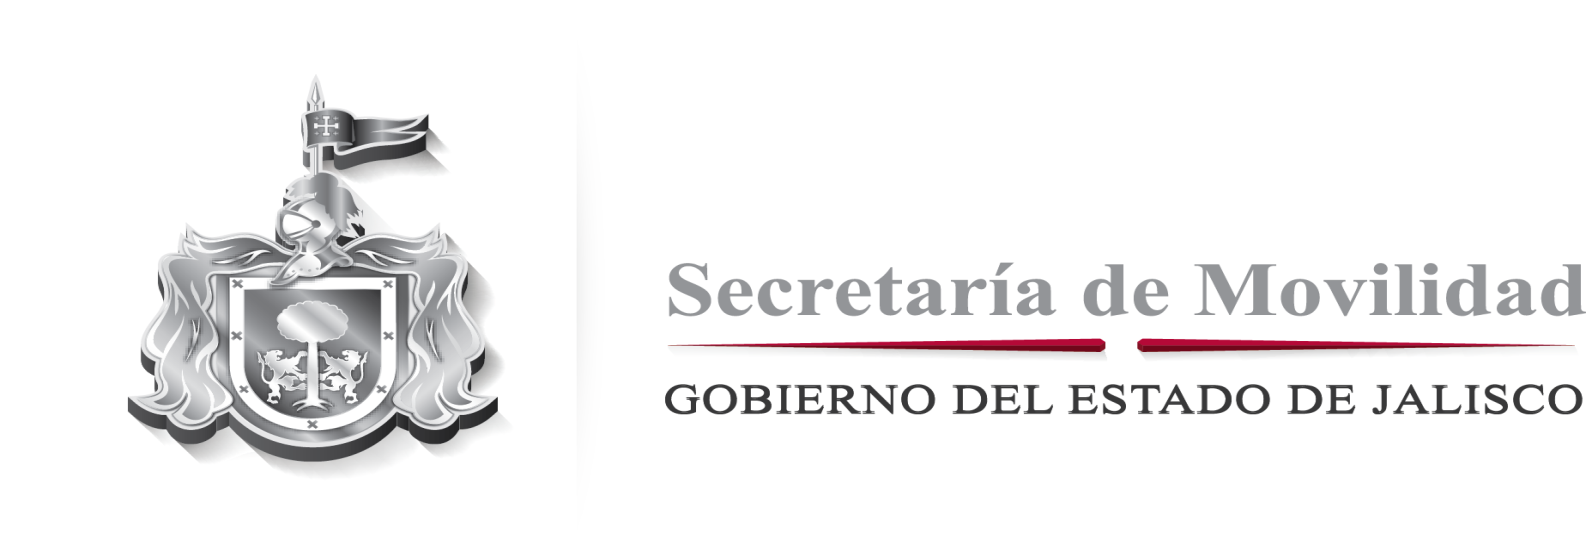 Secretaría de Movilidad
GOBIERNO DEL ESTADO DE JALISCO